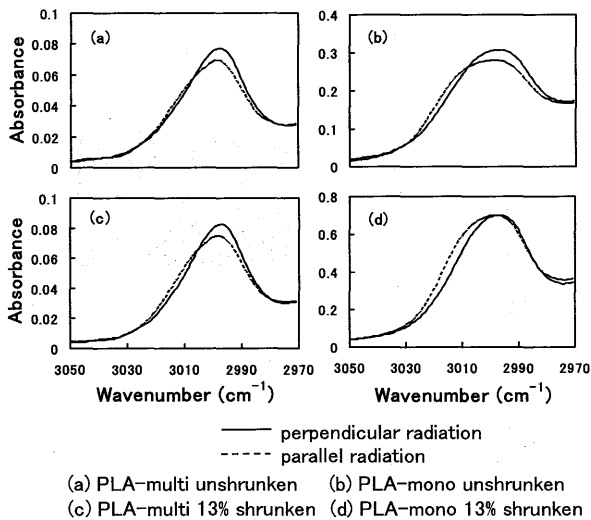 0.1
0.08
0.06
0.04
0.02
0
(a)
0.4
0.3
0.2
0.1
0
(b)
Absorbance
0.1
0.08
0.06
0.04
0.02
0
(c)
0.8
0.6
0.4
0.2
0
(d)
Absorbance
3050 3030 3010 2990 2970
3050 3030 3010 2990 2970
Wavenumber (cm⁻¹) Wavenumber (cm⁻¹)
perpendicular radiation
parallel radiation
(a) PLA-multi unshrunken (b) PLA-mono unshrunken
(c) PLA-multi 13% shrunken (d) PLA-mono 13% shrunken